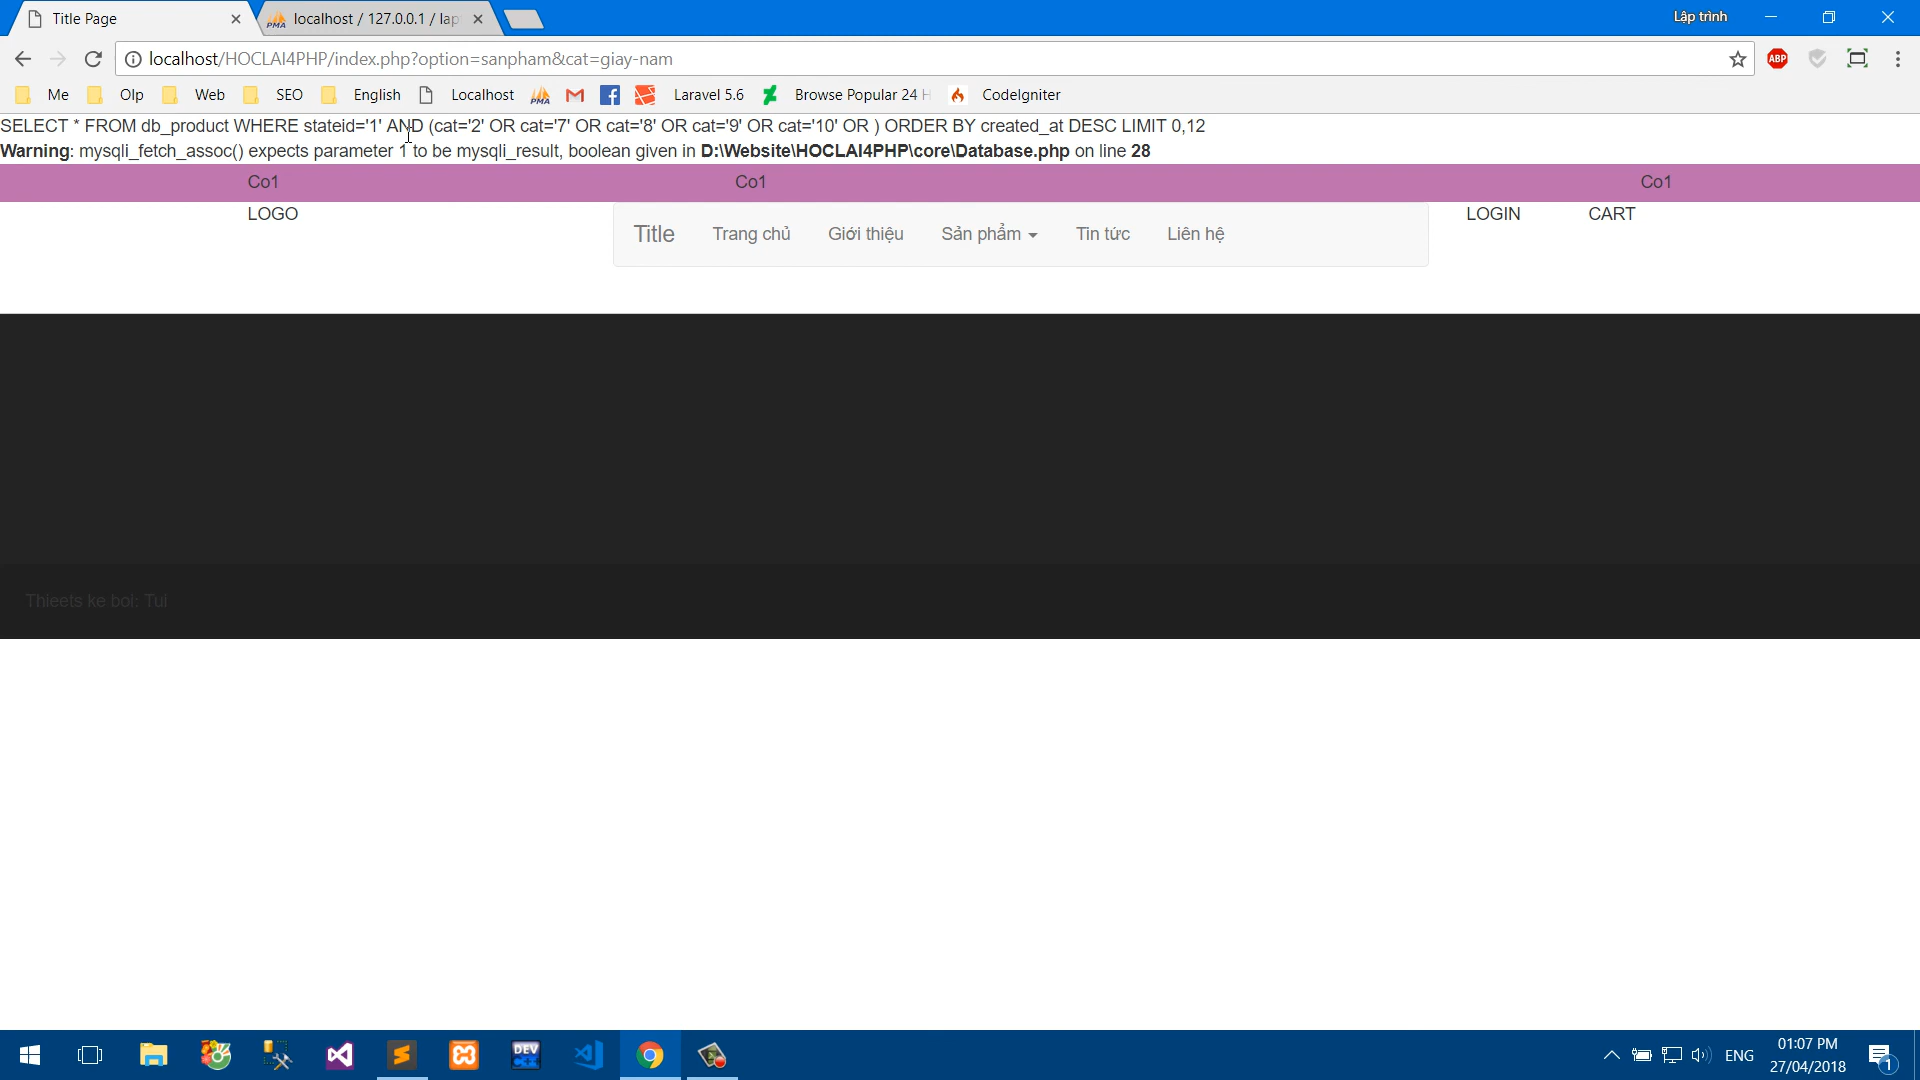 Title Page
localhost / 127.0.0.1 / lap
Lập trình
localhost/HOCLAI4PHP/index.php?option=sanpham&cat=giay-nam
ABP
Me Olp Web SEO English Localhost PMA Laravel 5.6 Browse Popular 24 H CodeIgniter
SELECT * FROM db_product WHERE stateid='1' AND (cat='2' OR cat='7' OR cat='8' OR cat='9' OR cat='10' OR ) ORDER BY created_at DESC LIMIT 0,12
Warning: mysqli_fetch_assoc() expects parameter 1 to be mysqli_result, boolean given in D:\Website\HOCLAI4PHP\core\Database.php on line 28
Co1 Co1 Co1
LOGO
Title Trang chủ Giới thiệu Sản phẩm Tin tức Liên hệ
LOGIN CART
Thieets ke boi: Tui
DEV
C++
ENG
01:07 PM
27/04/2018
1